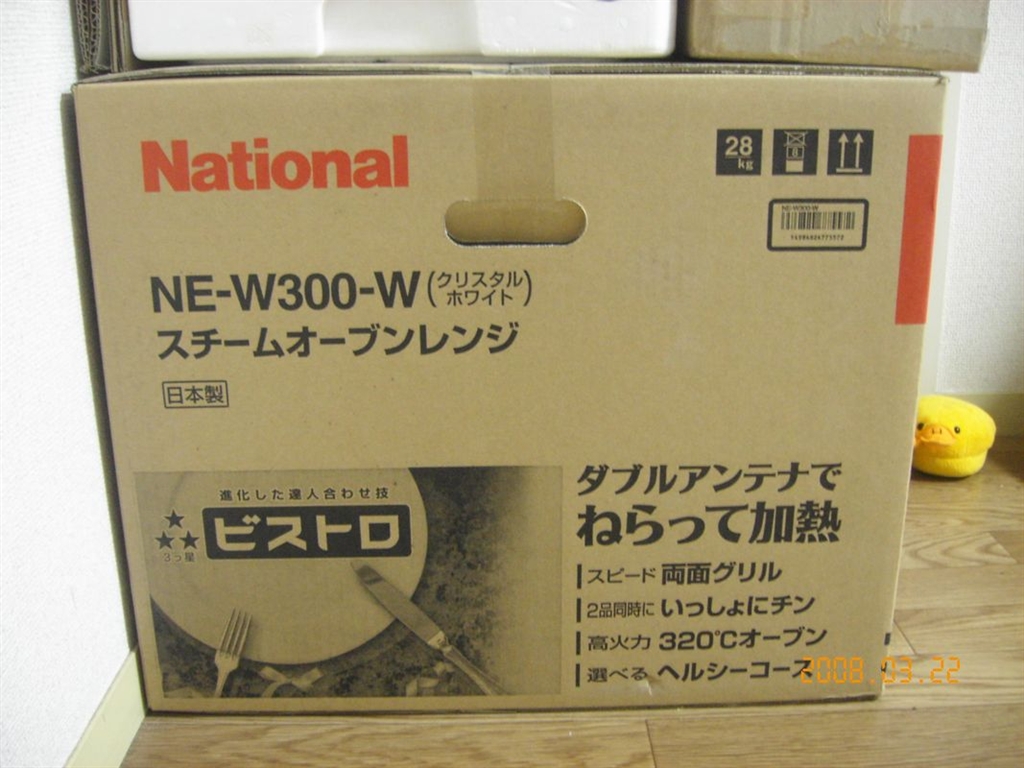 National
28
kg
8
NE-W300-W
NE-W300-W(クリスタル
ホワイト)
スチームオーブンレンジ
日本製
進化した達人合わせ技
3つ星
ビストロ
ダブルアンテナで
ねらって加熱
スピード 両面グリル
2品同時に いっしょにチン
高火力 320℃オーブン
選べる ヘルシーコース
2008.03.22